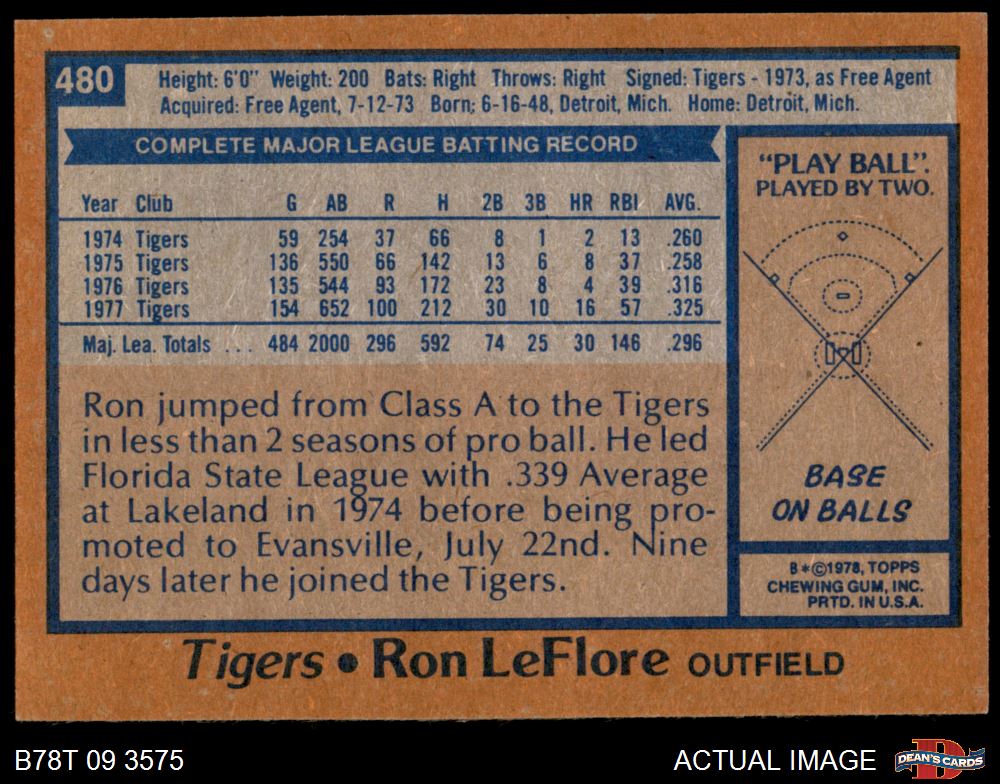 480
Height: 6'0" Weight: 200 Bats: Right Throws: Right Signed: Tigers - 1973, as Free Agent
Acquired: Free Agent, 7-12-73 Born: 6-16-48, Detroit, Mich. Home: Detroit, Mich.
COMPLETE MAJOR LEAGUE BATTING RECORD
Year Club G AB R H 2B 3B HR RBI AVG.
1974 Tigers 59 254 37 66 8 1 2 13 .260
1975 Tigers 136 550 66 142 13 6 8 37 .258
1976 Tigers 135 544 93 172 23 8 4 39 .316
1977 Tigers 154 652 100 212 30 10 16 57 .325
Maj. Lea. Totals ... 484 2000 296 592 74 25 30 146 .296
Ron jumped from Class A to the Tigers
in less than 2 seasons of pro ball. He led
Florida State League with .339 Average
at Lakeland in 1974 before being pro-
moted to Evansville, July 22nd. Nine
days later he joined the Tigers.
"PLAY BALL".
PLAYED BY TWO.
BASE
ON BALLS
B*©1978, TOPPS
CHEWING GUM, INC.
PRTD. IN U.S.A.
Tigers • Ron LeFlore OUTFIELD
B78T 09 3575
ACTUAL IMAGE
D
DEAN'S CARDS